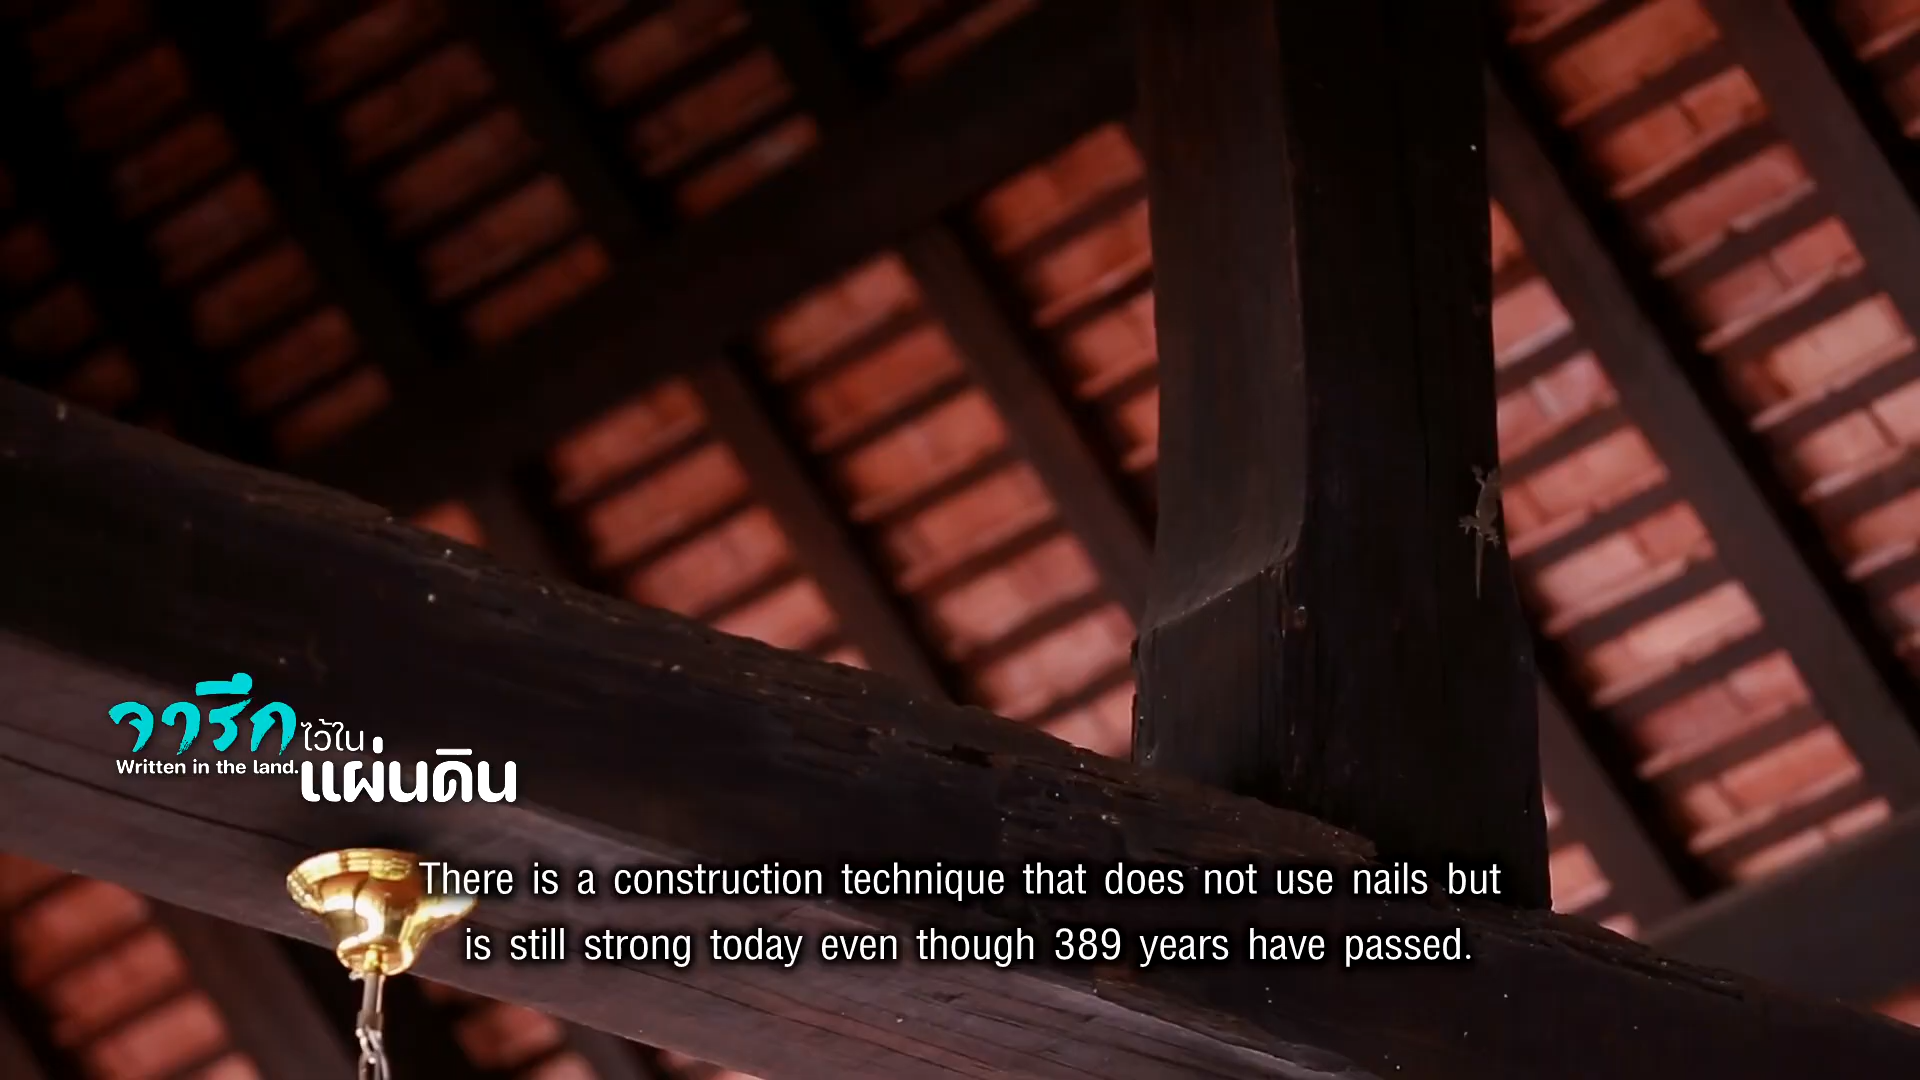 จารึกไว้ใน
Written in the land.
แผ่นดิน
There is a construction technique that does not use nails but
is still strong today even though 389 years have passed.